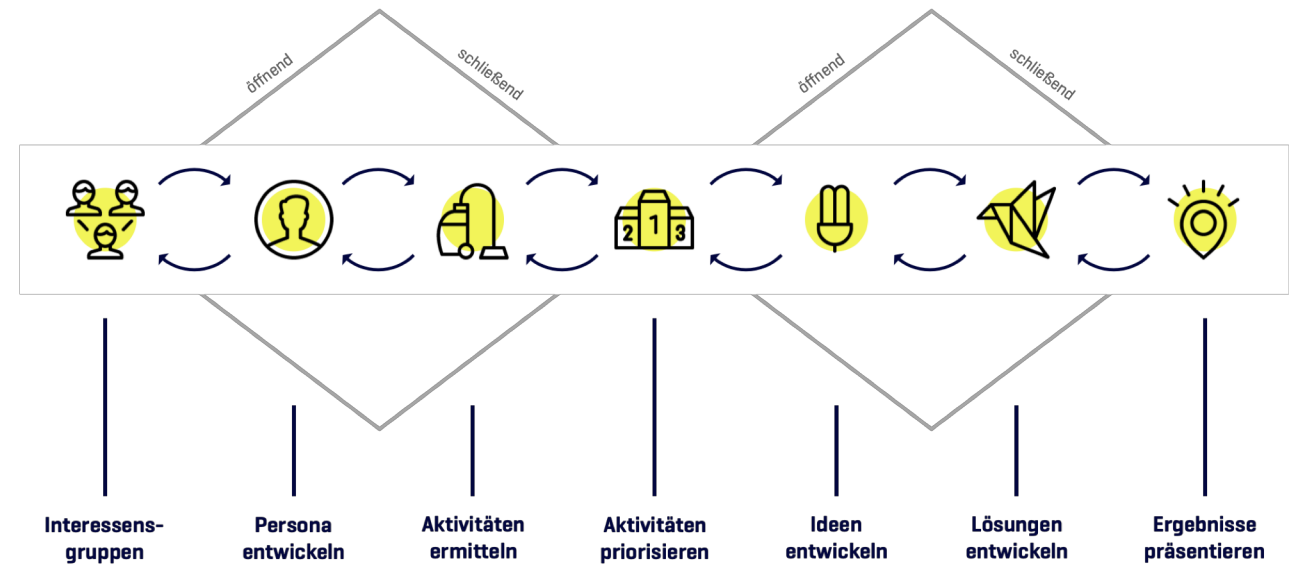 öffnend
schließend
öffnend
schließend
2 1 3
Interessens-
gruppen
Persona
entwickeln
Aktivitäten
ermitteln
Aktivitäten
priorisieren
Ideen
entwickeln
Lösungen
entwickeln
Ergebnisse
präsentieren